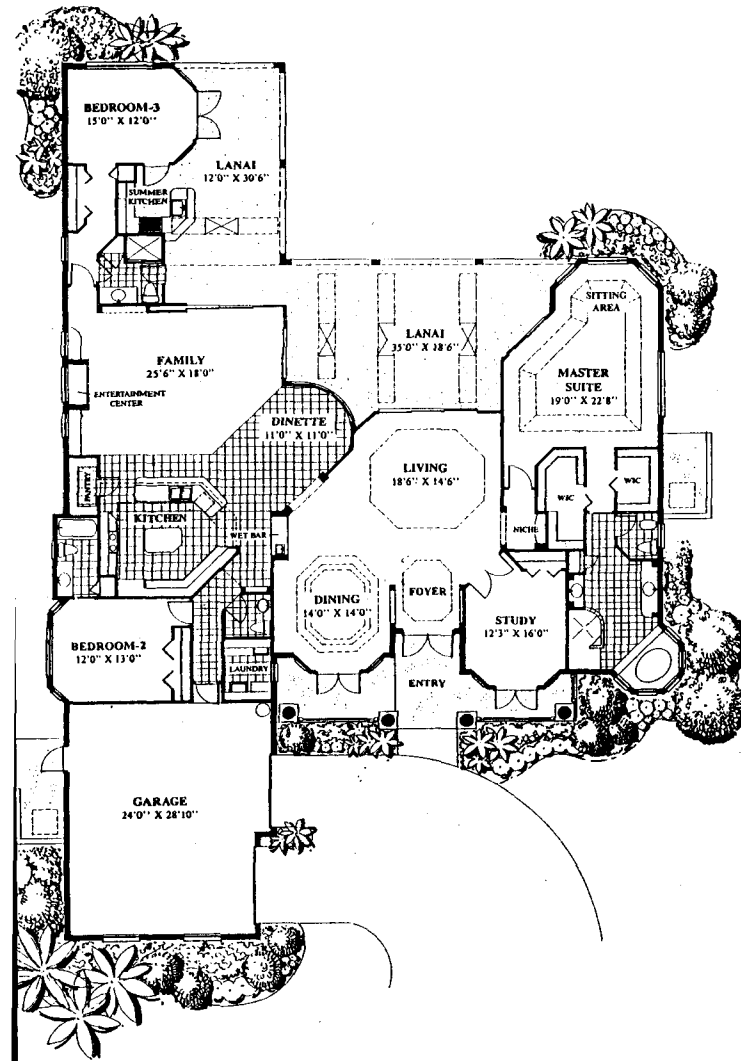 BEDROOM-3
15'0" X 12'0"
LANAI
12'0" X 30'6"
SUMMER
KITCHEN
SITTING
AREA
LANAI
35'0" X 18'6"
FAMILY
25'6" X 18'0"
MASTER
SUITE
19'0" X 22'8"
ENTERTAINMENT
CENTER
DINETTE
11'0" X 11'0"
LIVING
18'6" X 14'6"
PANTRY
WIC
WIC
KITCHEN
WET BAR
NICHE
DINING
14'0" X 14'0"
FOYER
STUDY
12'3" X 16'0"
BEDROOM-2
12'0" X 13'0"
LAUNDRY
ENTRY
GARAGE
24'0" X 28'10"